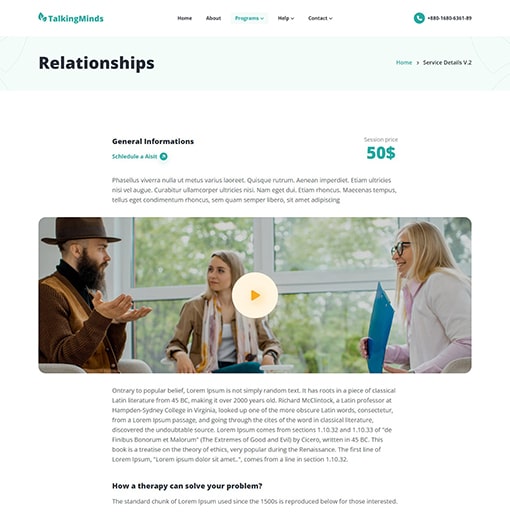 TalkingMinds
Home About Programs Help Contact
+880-1680-6361-89
Relationships
Home > Service Details V.2
General Informations
Session price
Schledule a Aisit
50$
Phasellus viverra nulla ut metus varius laoreet. Quisque rutrum. Aenean imperdiet. Etiam ultricies
nisi vel augue. Curabitur ullamcorper ultricies nisi. Nam eget dui. Etiam rhoncus. Maecenas tempus,
tellus eget condimentum rhoncus, sem quam semper libero, sit amet adipiscing
Ontrary to popular belief, Lorem Ipsum is not simply random text. It has roots in a piece of classical
Latin literature from 45 BC, making it over 2000 years old. Richard McClintock, a Latin professor at
Hampden-Sydney College in Virginia, looked up one of the more obscure Latin words, consectetur,
from a Lorem Ipsum passage, and going through the cites of the word in classical literature,
discovered the undoubtable source. Lorem Ipsum comes from sections 1.10.32 and 1.10.33 of "de
Finibus Bonorum et Malorum" (The Extremes of Good and Evil) by Cicero, written in 45 BC. This
book is a treatise on the theory of ethics, very popular during the Renaissance. The first line of
Lorem Ipsum, "Lorem ipsum dolor sit amet..", comes from a line in section 1.10.32.
How a therapy can solve your problem?
The standard chunk of Lorem Ipsum used since the 1500s is reproduced below for those interested.